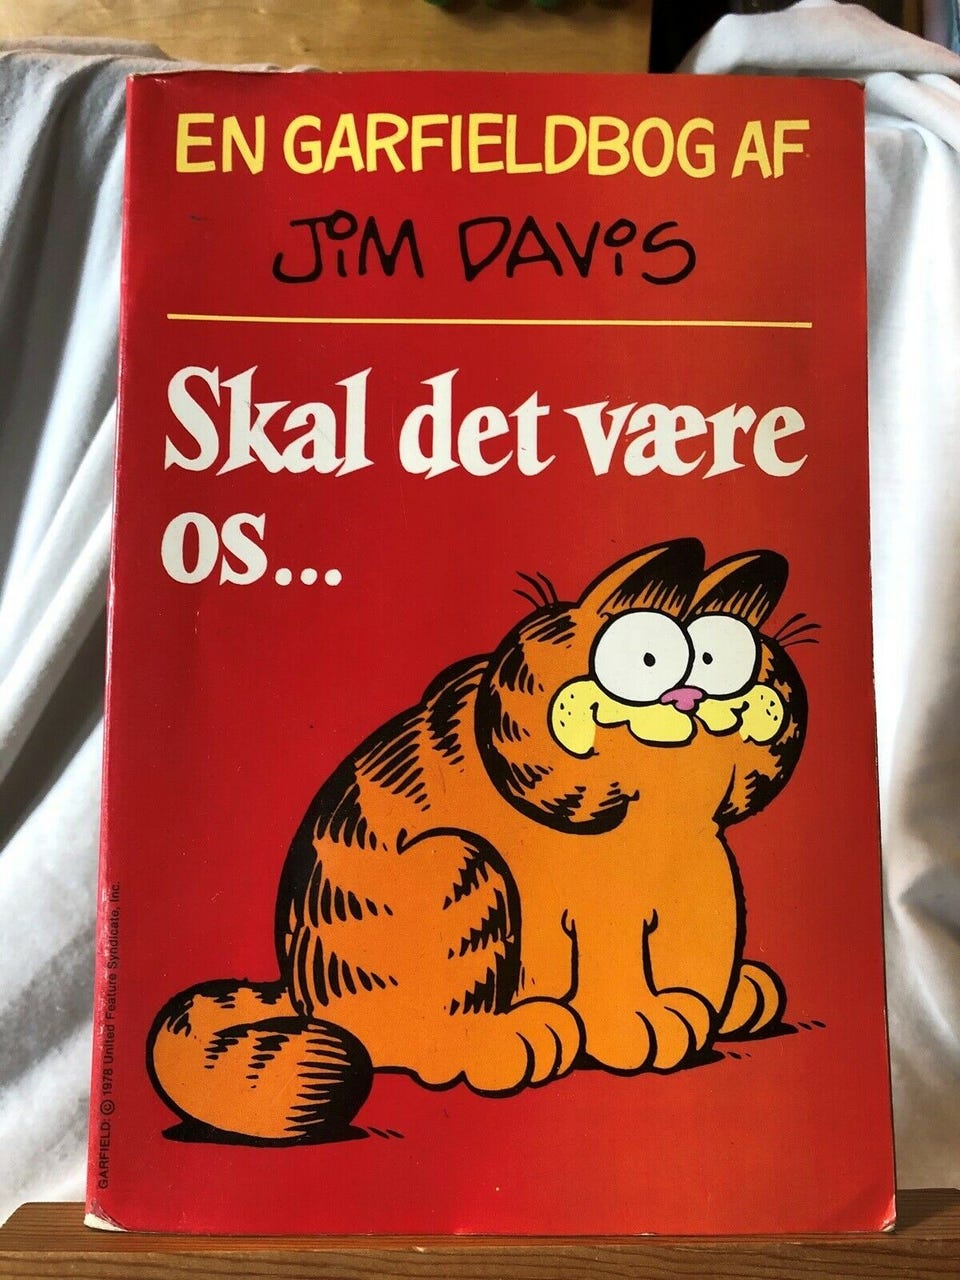 EN GARFIELDBOG AF
JIM DAVIS
Skal det være
os...
GARFIELD: © 1978 United Feature Syndicate, Inc.